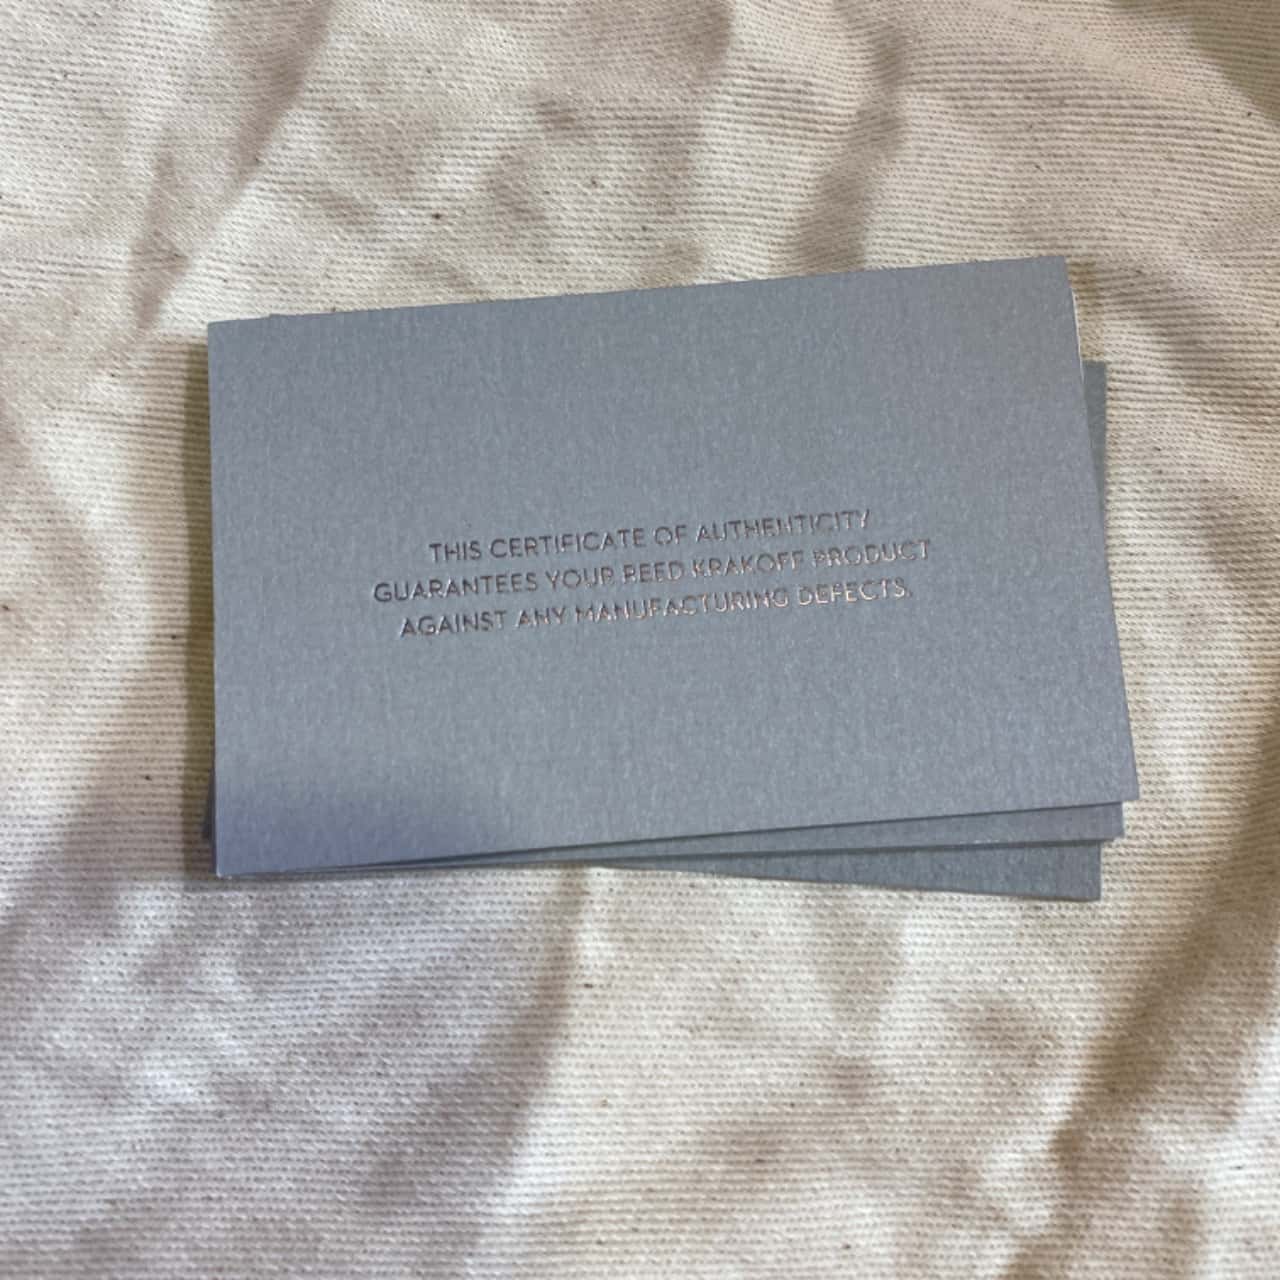 THIS CERTIFICATE OF AUTHENTICITY
GUARANTEES YOUR REED KRAKOFF PRODUCT
AGAINST ANY MANUFACTURING DEFECTS.